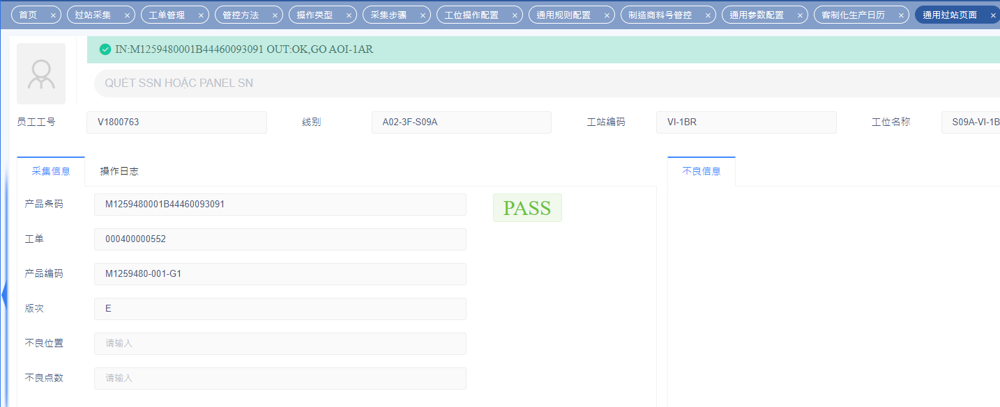 首页 × 过站采集 × 工单管理 × 管控方法 × 操作类型 × 采集步骤 × 工位操作配置 × 通用规则配置 × 制造商料号管控 × 通用参数配置 × 客制化生产日历 × 通用过站页面 ×
IN:M1259480001B44460093091 OUT:OK,GO AOI-1AR
QUÉT SSN HOẶC PANEL SN
员工工号 V1800763 线别 A02-3F-S09A 工站编码 VI-1BR 工位名称 S09A-VI-1B
采集信息 操作日志 不良信息
产品条码 M1259480001B44460093091 PASS
工单 000400000552
产品编码 M1259480-001-G1
版次 E
不良位置 请输入
不良点数 请输入